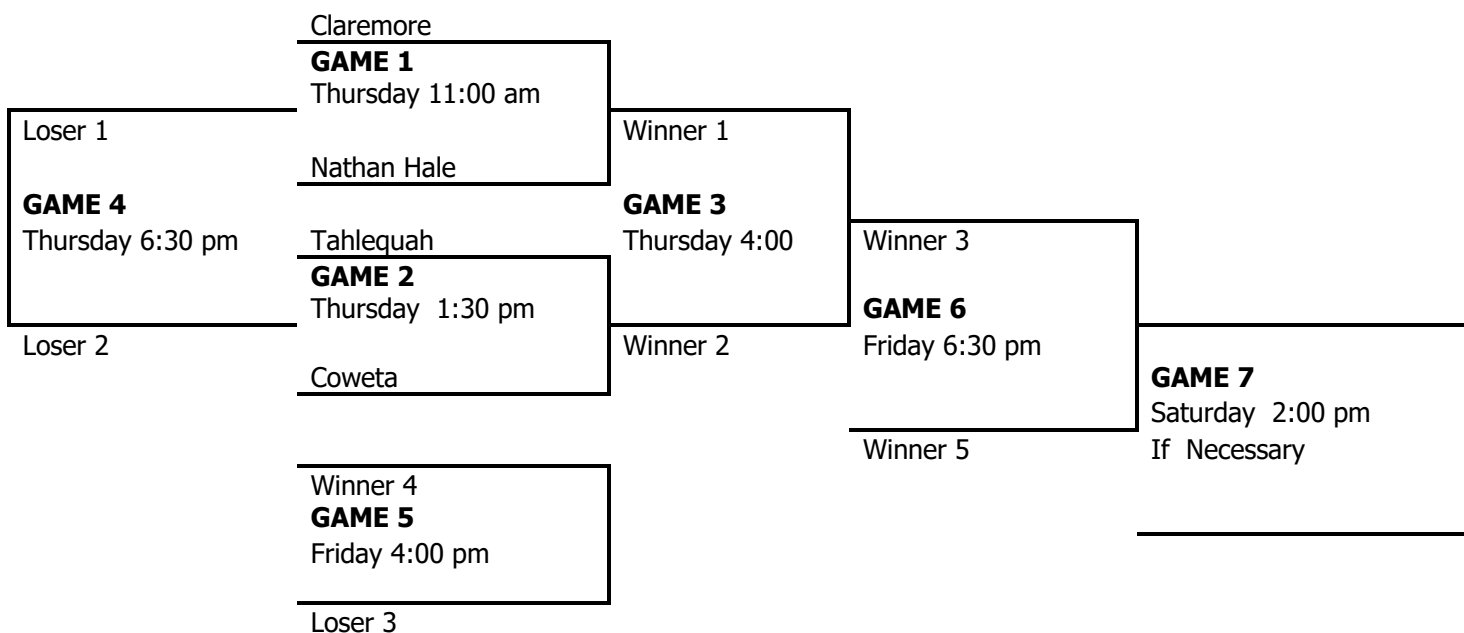 Claremore
GAME 1
Thursday 11:00 am
Loser 1
Winner 1
Nathan Hale
GAME 4
GAME 3
Thursday 6:30 pm
Tahlequah
Thursday 4:00
Winner 3
GAME 2
Thursday  1:30 pm
GAME 6
Loser 2
Winner 2
Friday 6:30 pm
Coweta
GAME 7
Saturday  2:00 pm
Winner 5
If  Necessary
Winner 4
GAME 5
Friday 4:00 pm
Loser 3